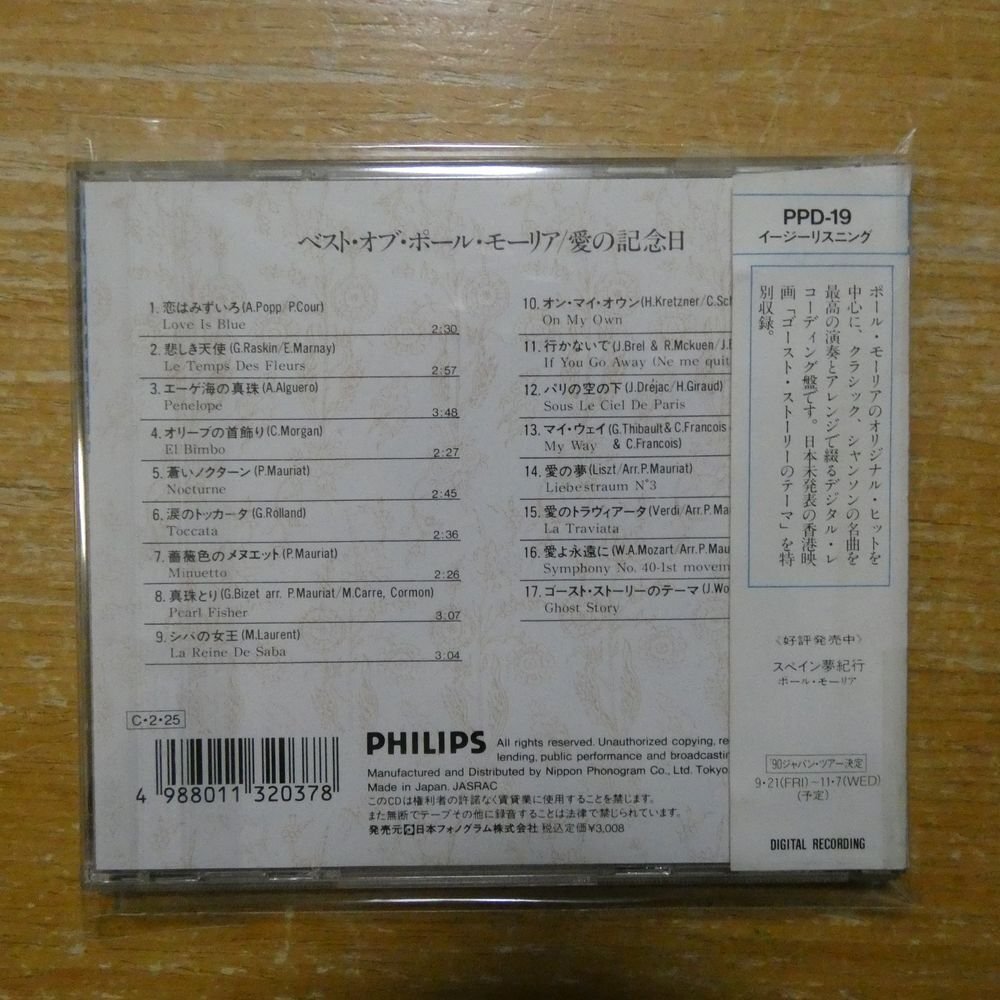 ベスト・オブ・ポール・モーリア/愛の記念日
1. 恋はみずいろ(A.Popp/P.Cour)
Love Is Blue 2:30
2. 悲しき天使(G.Raskin/E.Marnay)
Le Temps Des Fleurs 2:57
3. エーゲ海の真珠(A.Alguero)
Penelope 3:48
4. オリーブの首飾り(C.Morgan)
El Bimbo 2:27
5. 蒼いノクターン(P.Mauriat)
Nocturne 2:45
6. 涙のトッカータ(G.Rolland)
Toccata 2:36
7. 薔薇色のメヌエット(P.Mauriat)
Minuetto 2:26
8. 真珠とり(G.Bizet arr. P.Mauriat/M.Carre, Cormon)
Pearl Fisher 3:07
9. シバの女王(M.Laurent)
La Reine De Saba 3:04
10. オン・マイ・オウン(H.Kretzner/C.Sch
On My Own
11. 行かないで(J.Brel & R.Mckuen/J.
If You Go Away (Ne me quit
12. パリの空の下(J.Dréjac/H.Giraud)
Sous Le Ciel De Paris
13. マイ・ウェイ(G.Thibault & C.Francois
My Way & C.Francois)
14. 愛の夢(Liszt/Arr.P.Mauriat)
Liebestraum N°3
15. 愛のトラヴィアータ(Verdi/Arr.P.Ma
La Traviata
16. 愛よ永遠に(W.A.Mozart/Arr.P.Mau
Symphony No. 40-1st movem
17. ゴースト・ストーリーのテーマ(J.Wo
Ghost Story
C・2・25
4 988011 320378
PHILIPS
All rights reserved. Unauthorized copying, re
lending, public performance and broadcasting
Manufactured and Distributed by Nippon Phonogram Co., Ltd. Tokyo,
Made in Japan. JASRAC
このCDは権利者の許諾なく賃貸業に使用することを禁じます。
また無断でテープその他に録音することは法律で禁じられています。
発売元 日本フォノグラム株式会社 税込定価¥3,008
PPD-19
イージーリスニング
ポール・モーリアのオリジナル・ヒットを
中心に、クラシック、シャンソンの名曲を
最高の演奏とアレンジで綴るデジタル・レ
コーディング盤です。日本未発表の香港映
画「ゴースト・ストーリーのテーマ」を特
別収録。
《好評発売中》
スペイン夢紀行
ポール・モーリア
'90ジャパン・ツアー決定
9・21(FRI)~11・7(WED)
(予定)
DIGITAL RECORDING